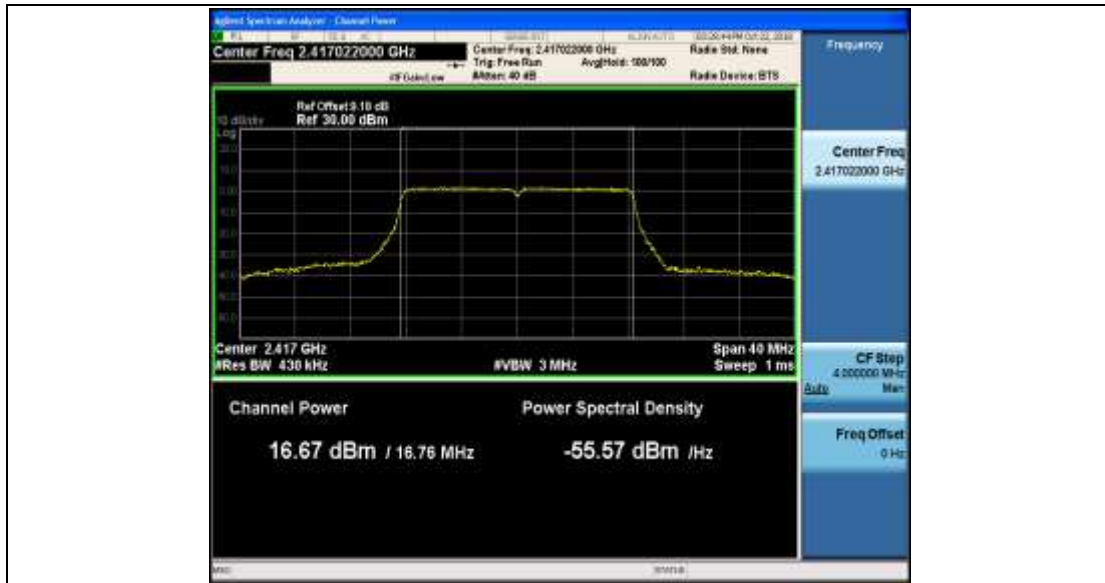 Agilent Spectrum Analyzer - Channel Power
Center Freq 2.417022000 GHz
Center Freq: 2.417022000 GHz
Radio Std: None
Trig: Free Run
Avg|Hold: 100/100
#IFGain:Low
#Atten: 40 dB
Radio Device: BTS
Frequency
Ref Offset 9.10 dB
10 dB/div
Ref 30.00 dBm
Log
Center Freq
2.417022000 GHz
Center 2.417 GHz
Span 40 MHz
#Res BW 430 kHz
#VBW 3 MHz
Sweep 1 ms
CF Step
4.000000 MHz
Auto Man
Channel Power
Power Spectral Density
Freq Offset
0 Hz
16.67 dBm / 16.76 MHz
-55.57 dBm /Hz
MSG
STATUS